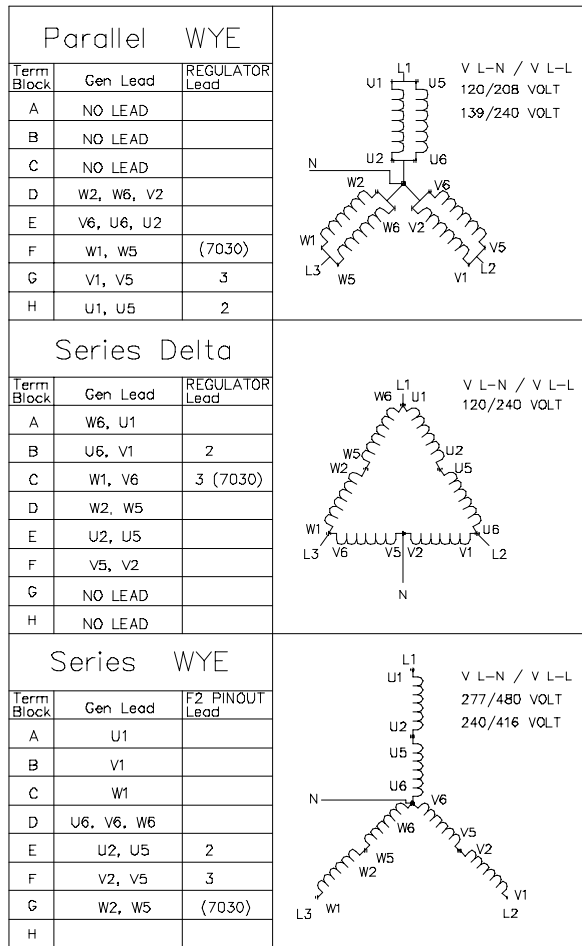 Parallel WYE
Term Block Gen Lead REGULATOR Lead
A NO LEAD
B NO LEAD
C NO LEAD
D W2, W6, V2
E V6, U6, U2
F W1, W5 (7030)
G V1, V5 3
H U1, U5 2
L1
U1 U5
U2 U6
N
W2 V6
W6 V2
W1 V5
L3 W5 V1 L2
V L-N / V L-L
120/208 VOLT
139/240 VOLT
Series Delta
Term Block Gen Lead REGULATOR Lead
A W6, U1
B U6, V1 2
C W1, V6 3 (7030)
D W2, W5
E U2, U5
F V5, V2
G NO LEAD
H NO LEAD
L1
W6 U1
W5 U2
W2 U5
W1 U6
L3 V6 V5 V2 V1 L2
N
V L-N / V L-L
120/240 VOLT
Series WYE
Term Block Gen Lead F2 PINOUT Lead
A U1
B V1
C W1
D U6, V6, W6
E U2, U5 2
F V2, V5 3
G W2, W5 (7030)
H
L1
U1
U2
U5
U6
N V6
W6
V5
W5 V2
W2
L3 W1 V1
L2
V L-N / V L-L
277/480 VOLT
240/416 VOLT